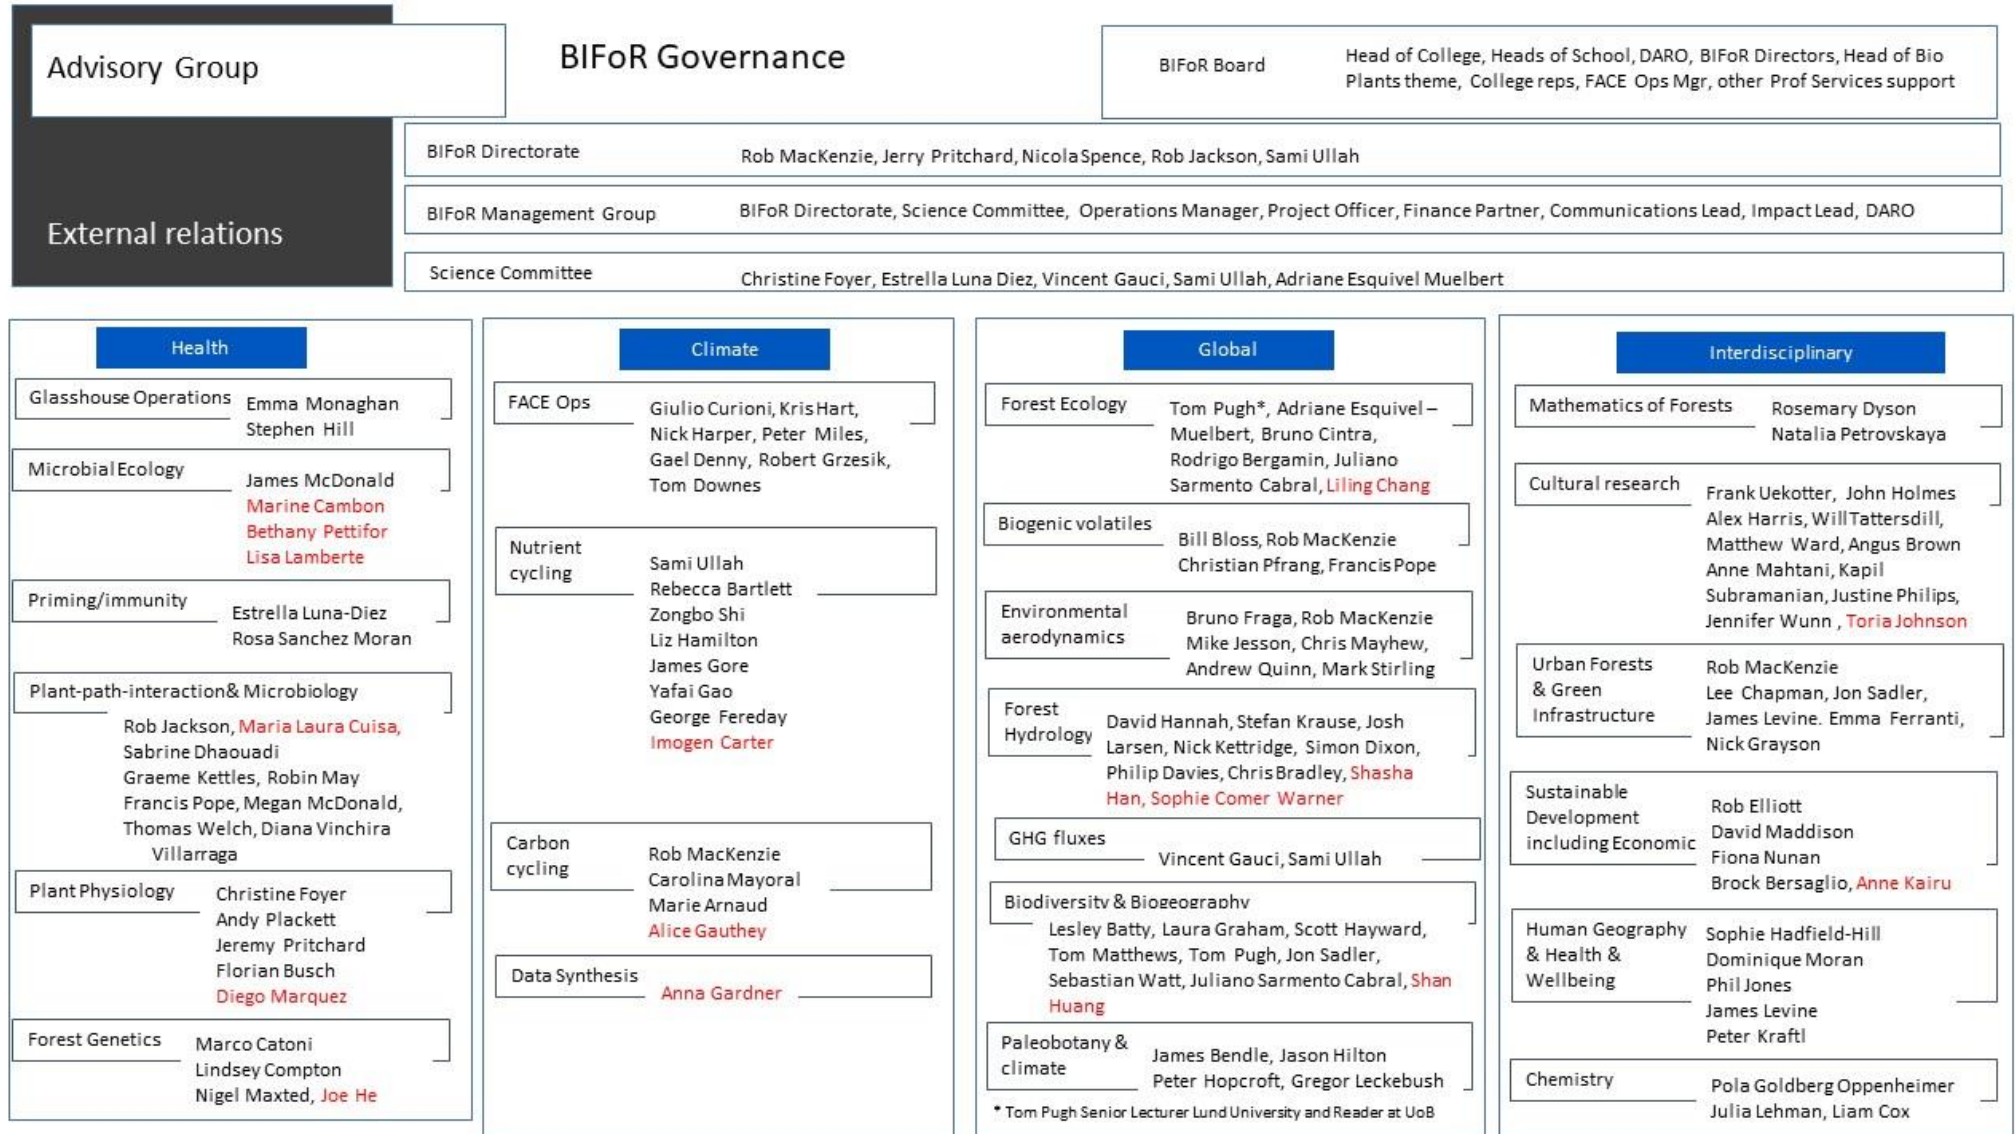 Advisory Group
External relations
BIFoR Governance
BIFoR Board
Head of College, Heads of School, DARO, BIFoR Directors, Head of Bio
Plants theme, College reps, FACE Ops Mgr, other Prof Services support
BIFoR Directorate
Rob MacKenzie, Jerry Pritchard, Nicola Spence, Rob Jackson, Sami Ullah
BIFoR Management Group
BIFoR Directorate, Science Committee, Operations Manager, Project Officer, Finance Partner, Communications Lead, Impact Lead, DARO
Science Committee
Christine Foyer, Estrella Luna Diez, Vincent Gauci, Sami Ullah, Adriane Esquivel Muelbert
Health
Glasshouse Operations
Emma Monaghan
Stephen Hill
Microbial Ecology
James McDonald
Marine Cambon
Bethany Pettifor
Lisa Lamberte
Priming/immunity
Estrella Luna-Diez
Rosa Sanchez Moran
Plant-path-interaction& Microbiology
Rob Jackson, Maria Laura Cuisa,
Sabrine Dhaouadi
Graeme Kettles, Robin May
Francis Pope, Megan McDonald,
Thomas Welch, Diana Vinchira
Villarraga
Plant Physiology
Christine Foyer
Andy Plackett
Jeremy Pritchard
Florian Busch
Diego Marquez
Forest Genetics
Marco Catoni
Lindsey Compton
Nigel Maxted, Joe He
Climate
FACE Ops
Giulio Curioni, Kris Hart,
Nick Harper, Peter Miles,
Gael Denny, Robert Grzesik,
Tom Downes
Nutrient
cycling
Sami Ullah
Rebecca Bartlett
Zongbo Shi
Liz Hamilton
James Gore
Yafai Gao
George Fereday
Imogen Carter
Carbon
cycling
Rob MacKenzie
Carolina Mayoral
Marie Arnaud
Alice Gauthey
Data Synthesis
Anna Gardner
Global
Forest Ecology
Tom Pugh*, Adriane Esquivel –
Muelbert, Bruno Cintra,
Rodrigo Bergamin, Juliano
Sarmento Cabral, Liling Chang
Biogenic volatiles
Bill Bloss, Rob MacKenzie
Christian Pfrang, Francis Pope
Environmental
aerodynamics
Bruno Fraga, Rob MacKenzie
Mike Jesson, Chris Mayhew,
Andrew Quinn, Mark Stirling
Forest
Hydrology
David Hannah, Stefan Krause, Josh
Larsen, Nick Kettridge, Simon Dixon,
Philip Davies, Chris Bradley, Shasha
Han, Sophie Comer Warner
GHG fluxes
Vincent Gauci, Sami Ullah
Biodiversity & Biogeography
Lesley Batty, Laura Graham, Scott Hayward,
Tom Matthews, Tom Pugh, Jon Sadler,
Sebastian Watt, Juliano Sarmento Cabral, Shan
Huang
Paleobotany &
climate
James Bendle, Jason Hilton
Peter Hopcroft, Gregor Leckebush
* Tom Pugh Senior Lecturer Lund University and Reader at UoB
Interdisciplinary
Mathematics of Forests
Rosemary Dyson
Natalia Petrovskaya
Cultural research
Frank Uekotter, John Holmes
Alex Harris, Will Tattersdill,
Matthew Ward, Angus Brown
Anne Mahtani, Kapil
Subramanian, Justine Philips,
Jennifer Wunn , Toria Johnson
Urban Forests
& Green
Infrastructure
Rob MacKenzie
Lee Chapman, Jon Sadler,
James Levine. Emma Ferranti,
Nick Grayson
Sustainable
Development
including Economic
Rob Elliott
David Maddison
Fiona Nunan
Brock Bersaglio, Anne Kairu
Human Geography
& Health &
Wellbeing
Sophie Hadfield-Hill
Dominique Moran
Phil Jones
James Levine
Peter Kraftl
Chemistry
Pola Goldberg Oppenheimer
Julia Lehman, Liam Cox